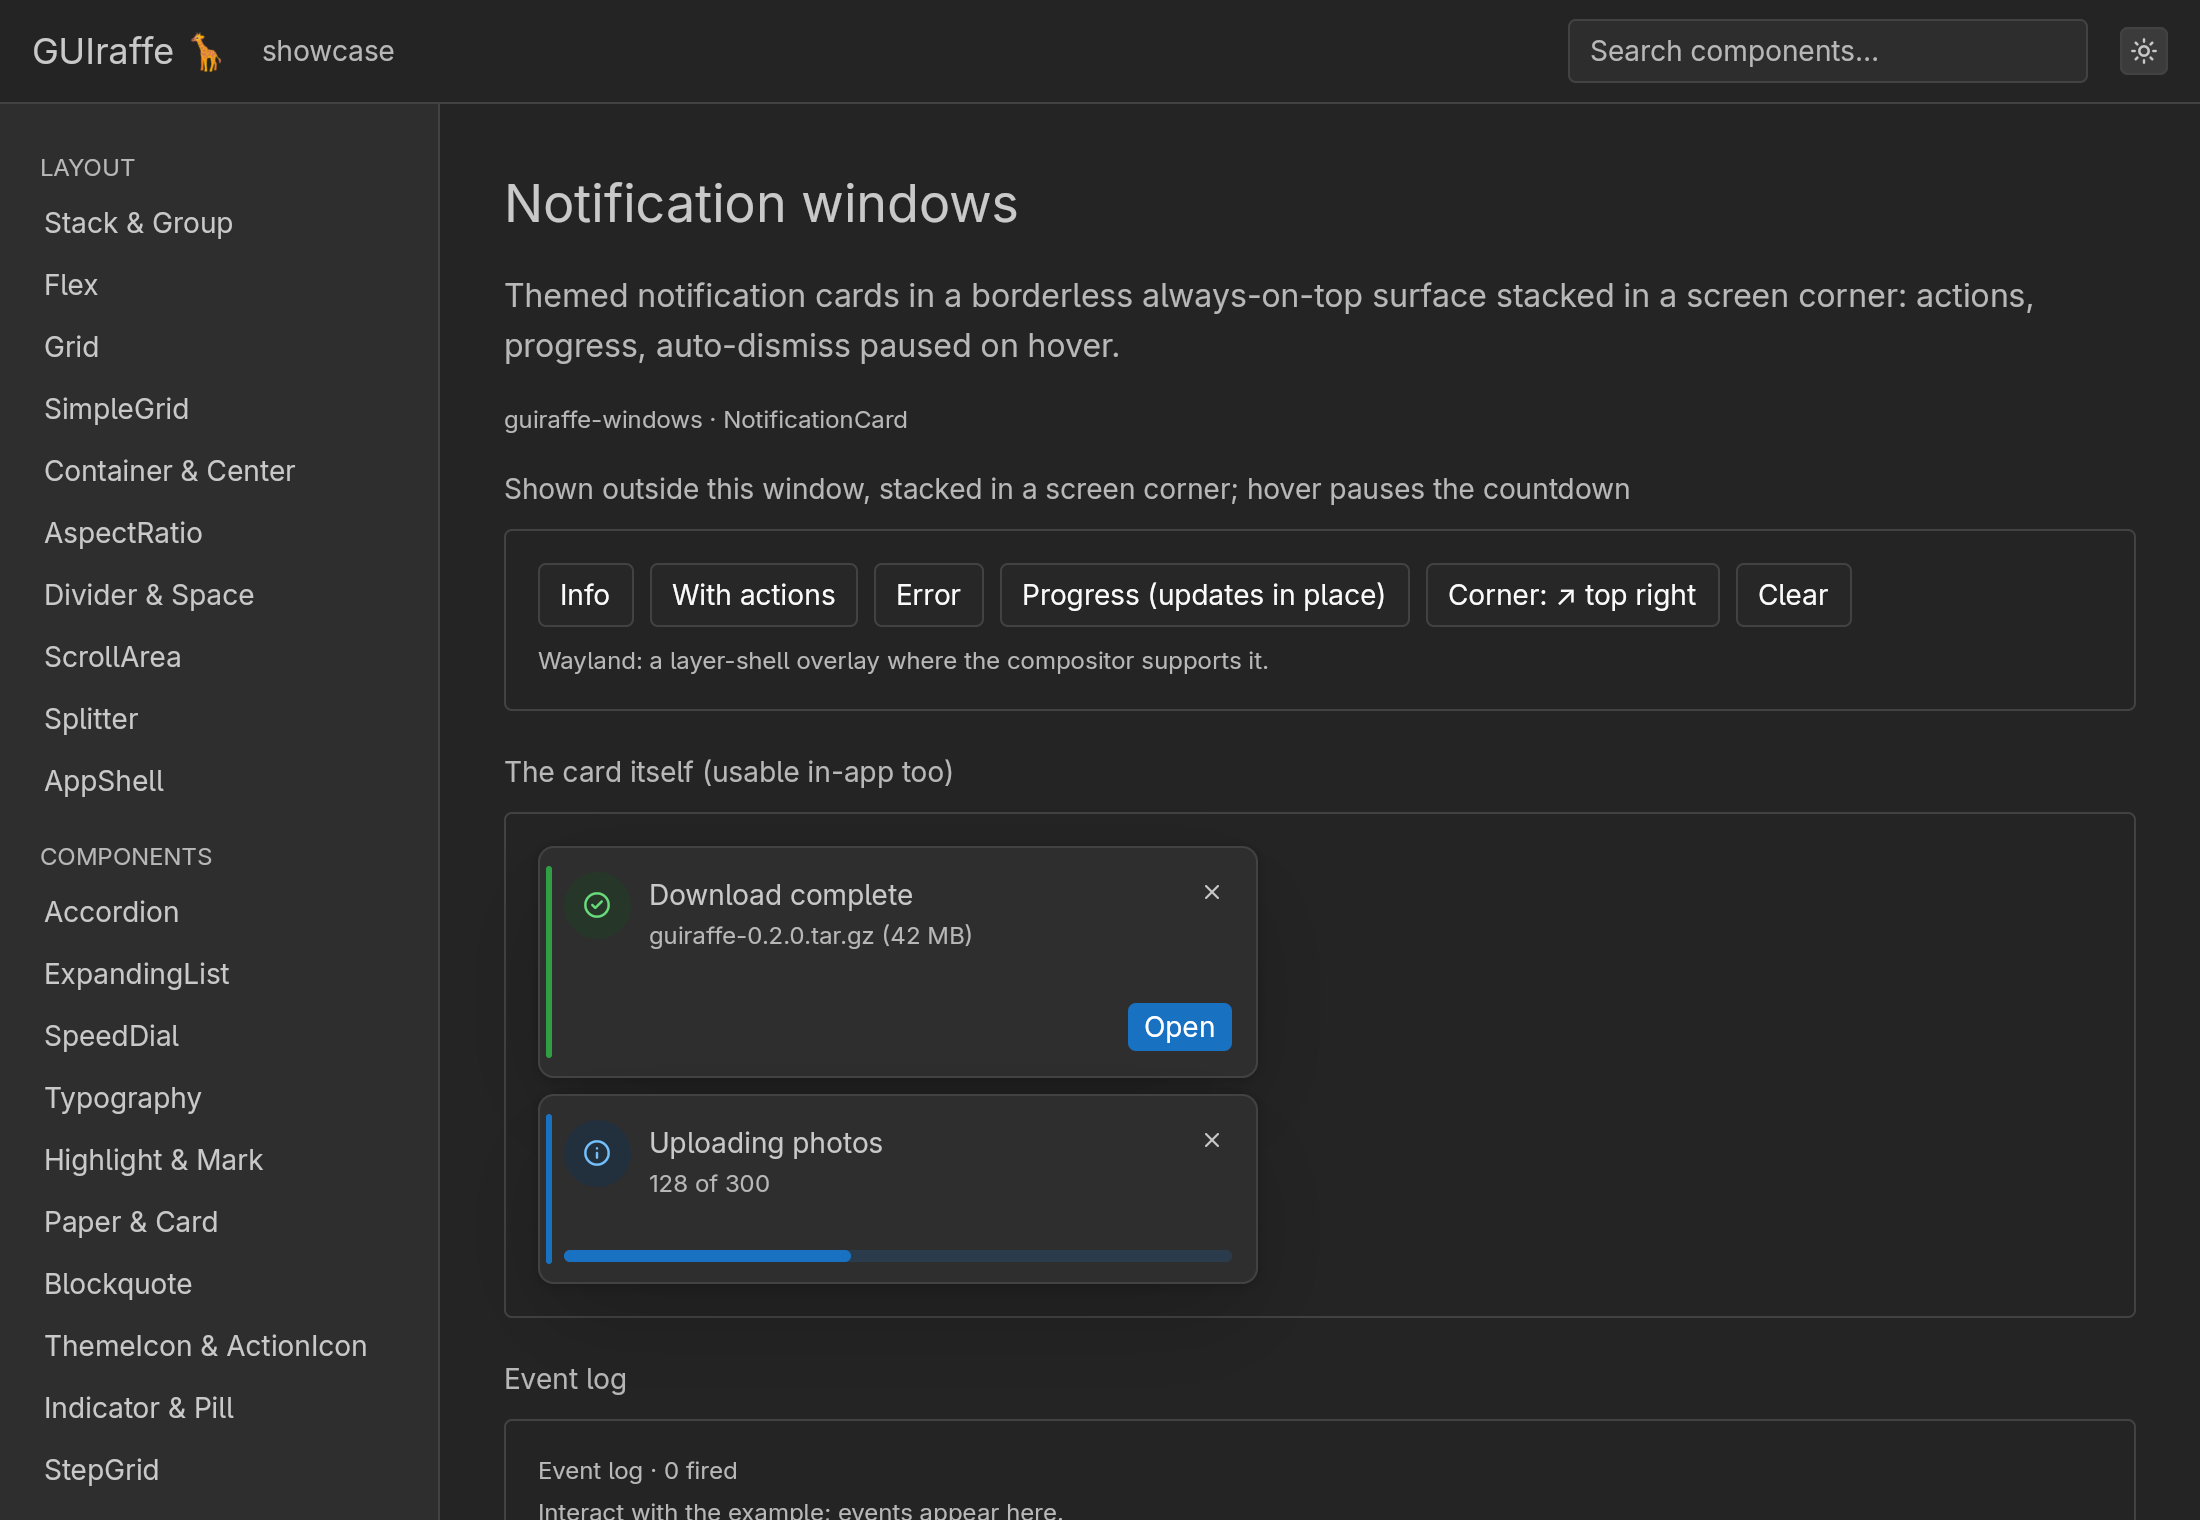 GUIraffe 🦒 showcase
Search components...
LAYOUT
Stack & Group
Flex
Grid
SimpleGrid
Container & Center
AspectRatio
Divider & Space
ScrollArea
Splitter
AppShell
COMPONENTS
Accordion
ExpandingList
SpeedDial
Typography
Highlight & Mark
Paper & Card
Blockquote
ThemeIcon & ActionIcon
Indicator & Pill
StepGrid
Notification windows
Themed notification cards in a borderless always-on-top surface stacked in a screen corner: actions,
progress, auto-dismiss paused on hover.
guiraffe-windows · NotificationCard
Shown outside this window, stacked in a screen corner; hover pauses the countdown
Info
With actions
Error
Progress (updates in place)
Corner: ↗ top right
Clear
Wayland: a layer-shell overlay where the compositor supports it.
The card itself (usable in-app too)
Download complete
guiraffe-0.2.0.tar.gz (42 MB)
Open
Uploading photos
128 of 300
Event log
Event log · 0 fired
Interact with the example: events appear here.